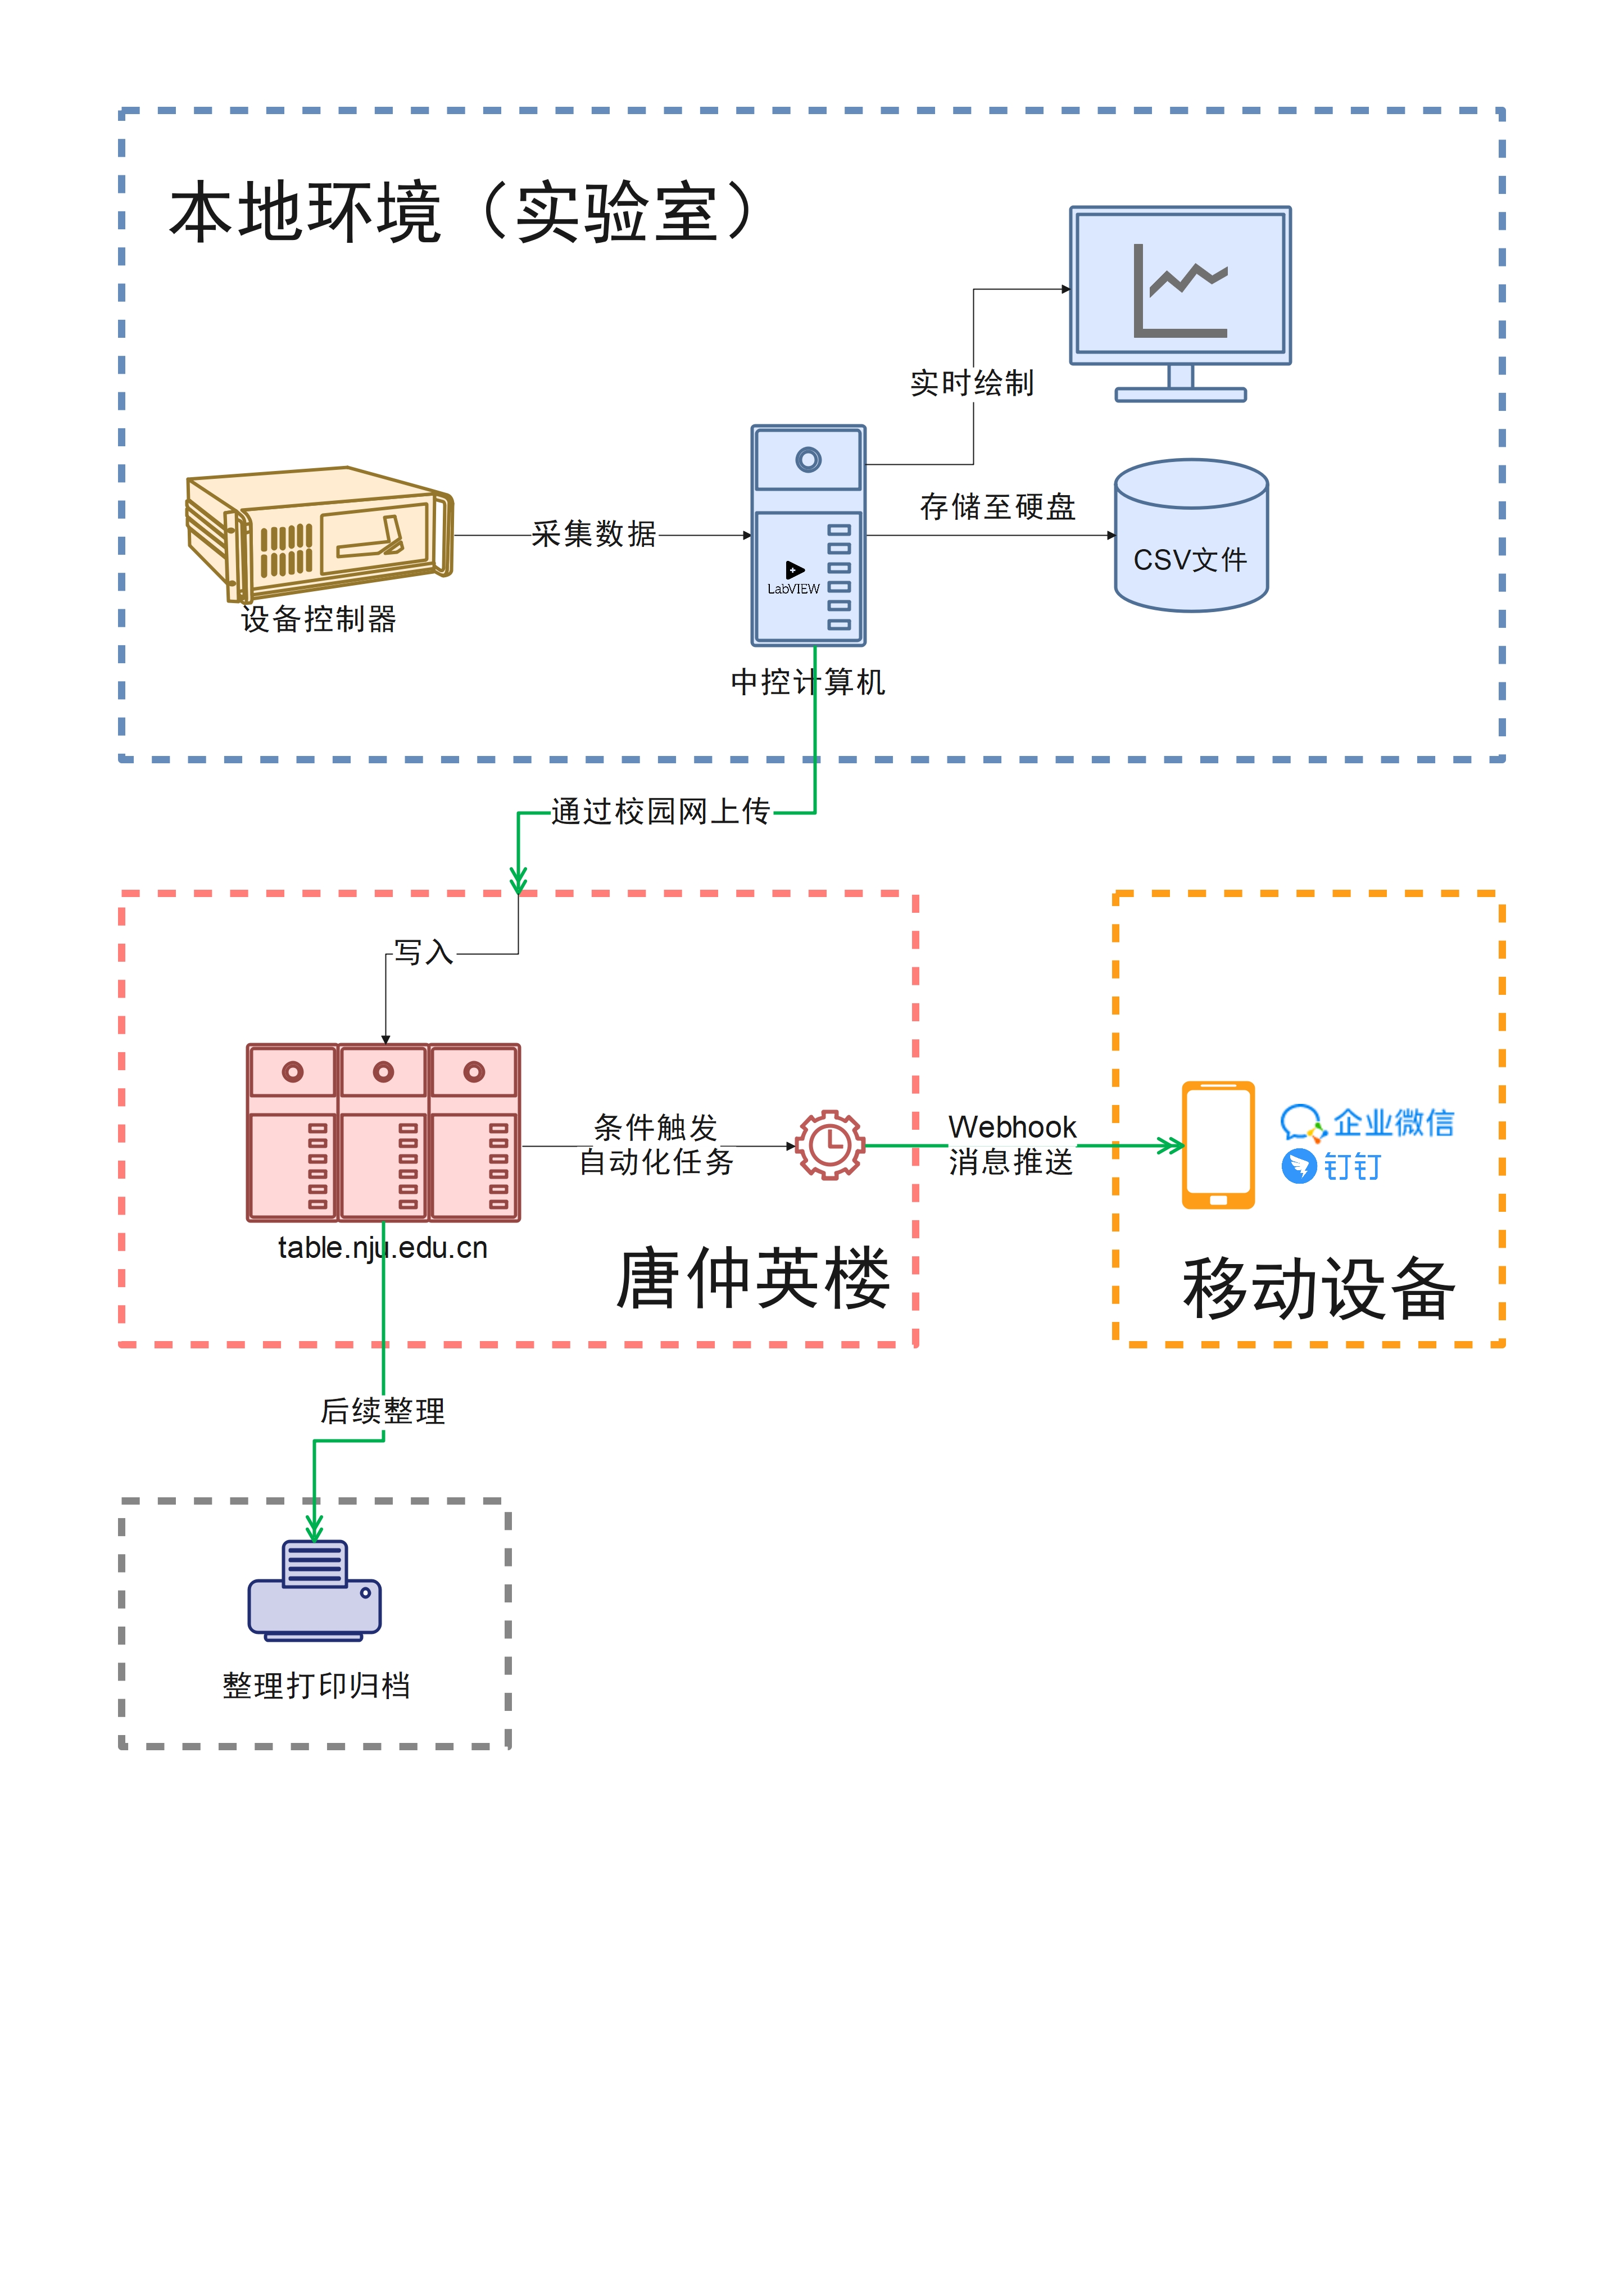 本地环境（实验室）
实时绘制
采集数据
存储至硬盘
CSV文件
LabVIEW
设备控制器
中控计算机
通过校园网上传
写入
条件触发
自动化任务
Webhook
消息推送
企业微信
钉钉
table.nju.edu.cn
唐仲英楼
移动设备
后续整理
整理打印归档